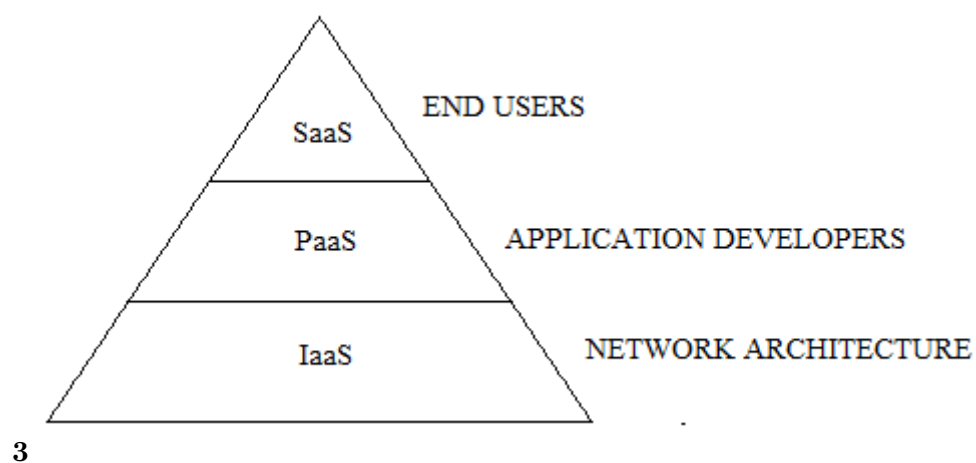 END USERS
SaaS
PaaS
APPLICATION DEVELOPERS
IaaS
NETWORK ARCHITECTURE
3